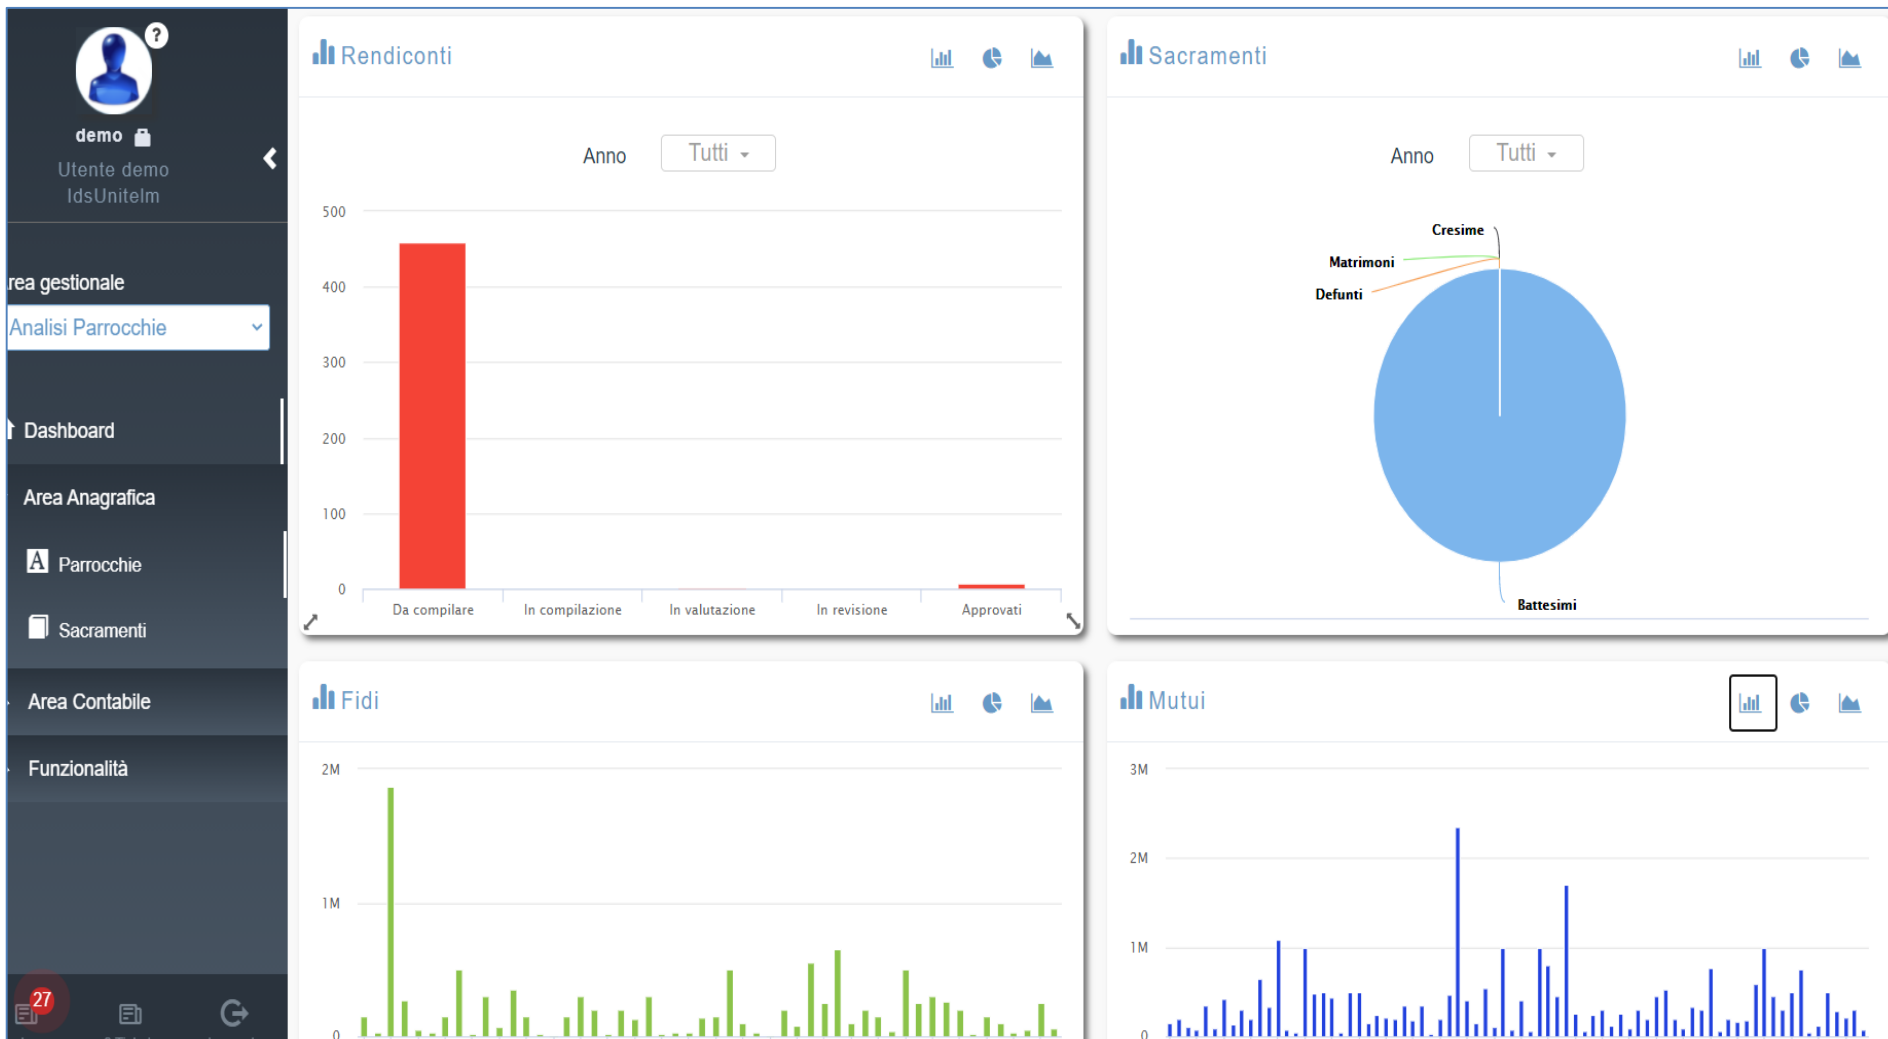 ?
demo
Utente demo
IdsUnitelm
rea gestionale
Analisi Parrocchie
Dashboard
Area Anagrafica
A Parrocchie
Sacramenti
Area Contabile
Funzionalità
27
Rendiconti
Anno Tutti
500
400
300
200
100
0
Da compilare In compilazione In valutazione In revisione Approvati
Sacramenti
Anno Tutti
Cresime
Matrimoni
Defunti
Battesimi
Fidi
2M
1M
0
Mutui
3M
2M
1M
0